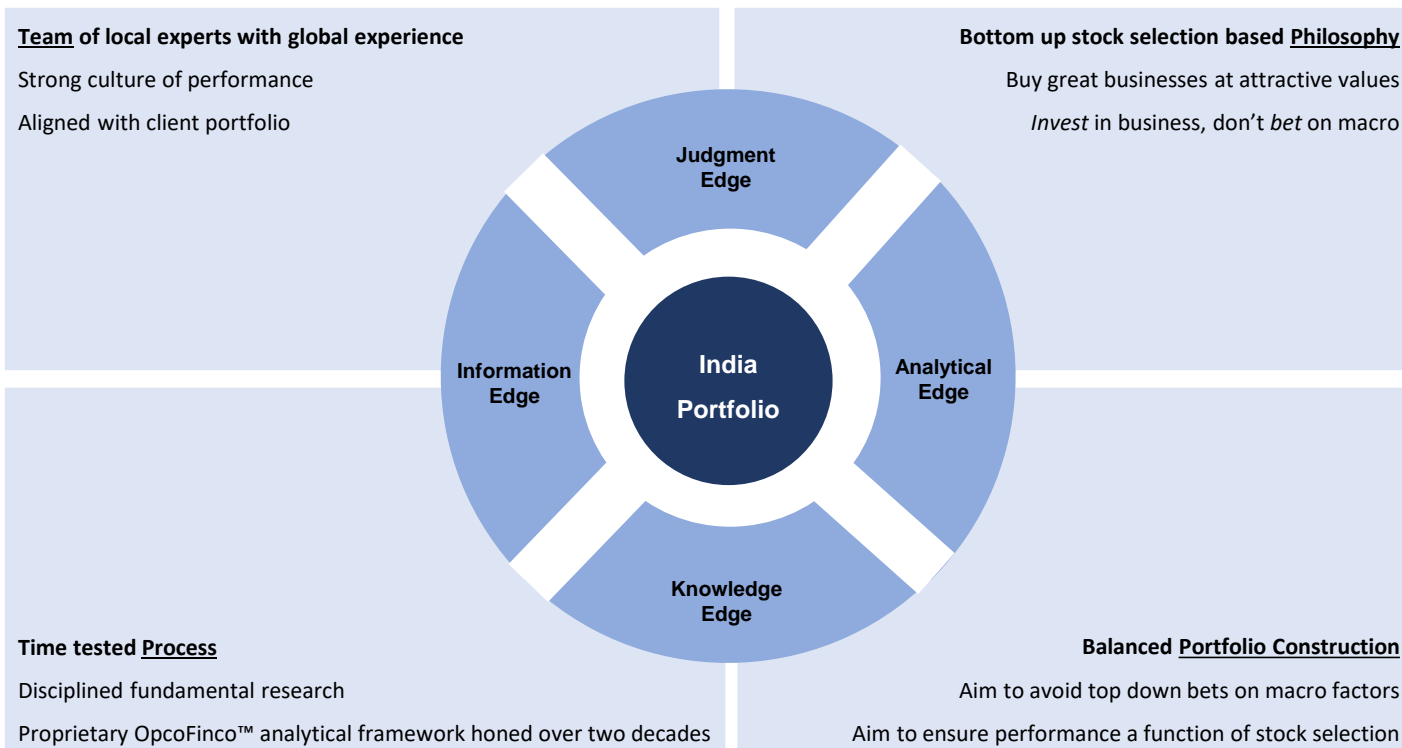 Team of local experts with global experience
Strong culture of performance
Aligned with client portfolio
Bottom up stock selection based Philosophy
Buy great businesses at attractive values
Invest in business, don’t bet on macro
Judgment
Edge
Information
Edge
India
Portfolio
Analytical
Edge
Knowledge
Edge
Time tested Process
Disciplined fundamental research
Proprietary OpcoFinco™ analytical framework honed over two decades
Balanced Portfolio Construction
Aim to avoid top down bets on macro factors
Aim to ensure performance a function of stock selection